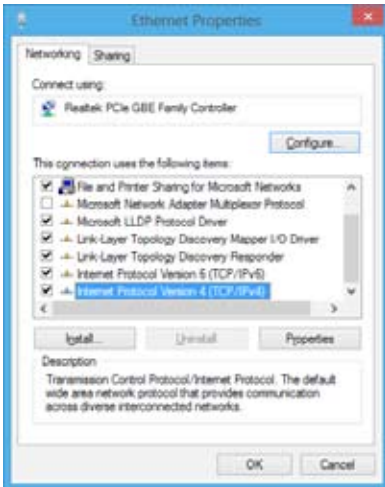 Ethernet Properties
Networking
Sharing
Connect using:
Realtek PCIe GBE Family Controller
Configure...
This connection uses the following items:
File and Printer Sharing for Microsoft Networks
Microsoft Network Adapter Multiplexor Protocol
Microsoft LLDP Protocol Driver
Link-Layer Topology Discovery Mapper I/O Driver
Link-Layer Topology Discovery Responder
Internet Protocol Version 6 (TCP/IPv6)
Internet Protocol Version 4 (TCP/IPv4)
Install...
Uninstall
Properties
Description
Transmission Control Protocol/Internet Protocol. The default
wide area network protocol that provides communication
across diverse interconnected networks.
OK
Cancel